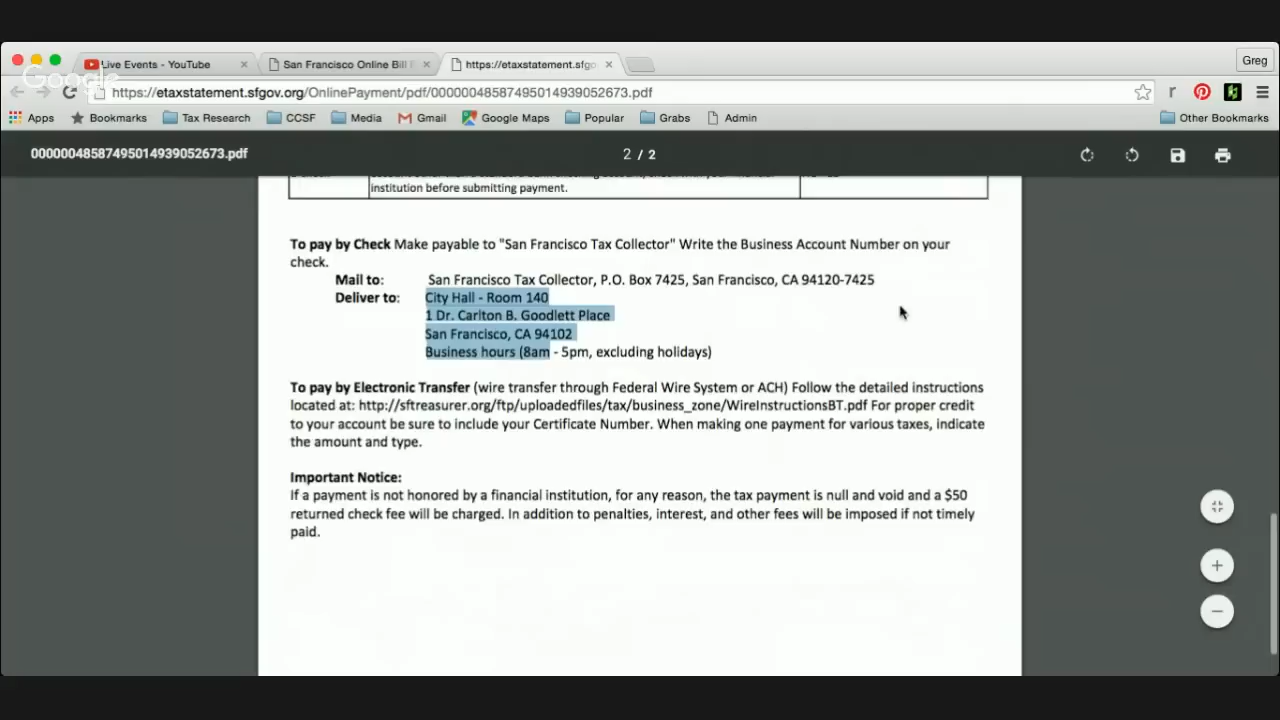 Live Events - YouTube
San Francisco Online Bill
https://etaxstatement.sfgo
Greg
Google
https://etaxstatement.sfgov.org/OnlinePayment/pdf/00000048587495014939052673.pdf
Apps Bookmarks Tax Research CCSF Media Gmail Google Maps Popular Grabs Admin Other Bookmarks
00000048587495014939052673.pdf
2 / 2
institution before submitting payment.
To pay by Check Make payable to "San Francisco Tax Collector" Write the Business Account Number on your
check.
Mail to: San Francisco Tax Collector, P.O. Box 7425, San Francisco, CA 94120-7425
Deliver to: City Hall - Room 140
1 Dr. Carlton B. Goodlett Place
San Francisco, CA 94102
Business hours (8am - 5pm, excluding holidays)
To pay by Electronic Transfer (wire transfer through Federal Wire System or ACH) Follow the detailed instructions
located at: http://sftreasurer.org/ftp/uploadedfiles/tax/business_zone/WireInstructionsBT.pdf For proper credit
to your account be sure to include your Certificate Number. When making one payment for various taxes, indicate
the amount and type.
Important Notice:
If a payment is not honored by a financial institution, for any reason, the tax payment is null and void and a $50
returned check fee will be charged. In addition to penalties, interest, and other fees will be imposed if not timely
paid.